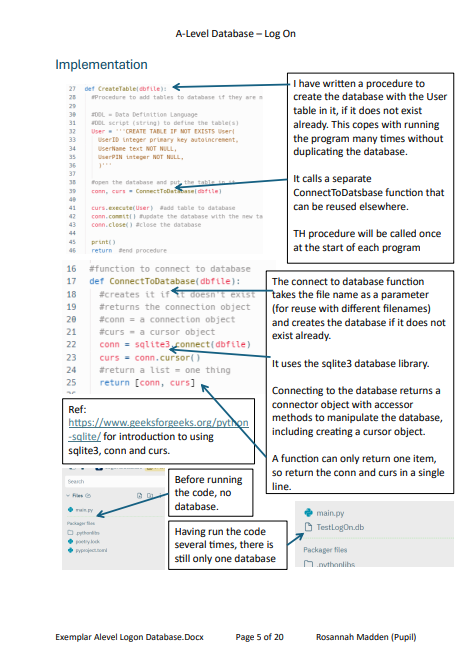 A-Level Database – Log On
Implementation
27 def CreateTable(dbfile):
28 #Procedure to add tables to database if they are n
29
30 #DDL = Data Definition Language
31 #DDL script (string) to define the table(s)
32 User = '''CREATE TABLE IF NOT EXISTS User(
33 UserID integer primary key autoincrement,
34 UserName text NOT NULL,
35 UserPIN integer NOT NULL,
36 )'''
37
38 #open the database and put the table in it
39 conn, curs = ConnectToDatabase(dbfile)
40
41 curs.execute(User) #add table to database
42 conn.commit() #update the database with the new ta
43 conn.close() #close the database
44
45 print()
46 return #end procedure
I have written a procedure to
create the database with the User
table in it, if it does not exist
already. This copes with running
the program many times without
duplicating the database.
It calls a separate
ConnectToDatsbase function that
can be reused elsewhere.
TH procedure will be called once
at the start of each program
16 #function to connect to database
17 def ConnectToDatabase(dbfile):
18 #creates it if it doesn't exist
19 #returns the connection object
20 #conn = a connection object
21 #curs = a cursor object
22 conn = sqlite3.connect(dbfile)
23 curs = conn.cursor()
24 #return a list = one thing
25 return [conn, curs]
The connect to database function
takes the file name as a parameter
(for reuse with different filenames)
and creates the database if it does not
exist already.
It uses the sqlite3 database library.
Connecting to the database returns a
connector object with accessor
methods to manipulate the database,
including creating a cursor object.
A function can only return one item,
so return the conn and curs in a single
line.
Ref:
https://www.geeksforgeeks.org/python
-sqlite/ for introduction to using
sqlite3, conn and curs.
Search
Files
main.py
Packager files
.pythonlibs
poetry.lock
pyproject.toml
Before running
the code, no
database.
Having run the code
several times, there is
still only one database
main.py
TestLogOn.db
Packager files
.pythonlibs
Exemplar Alevel Logon Database.Docx Page 5 of 20 Rosannah Madden (Pupil)